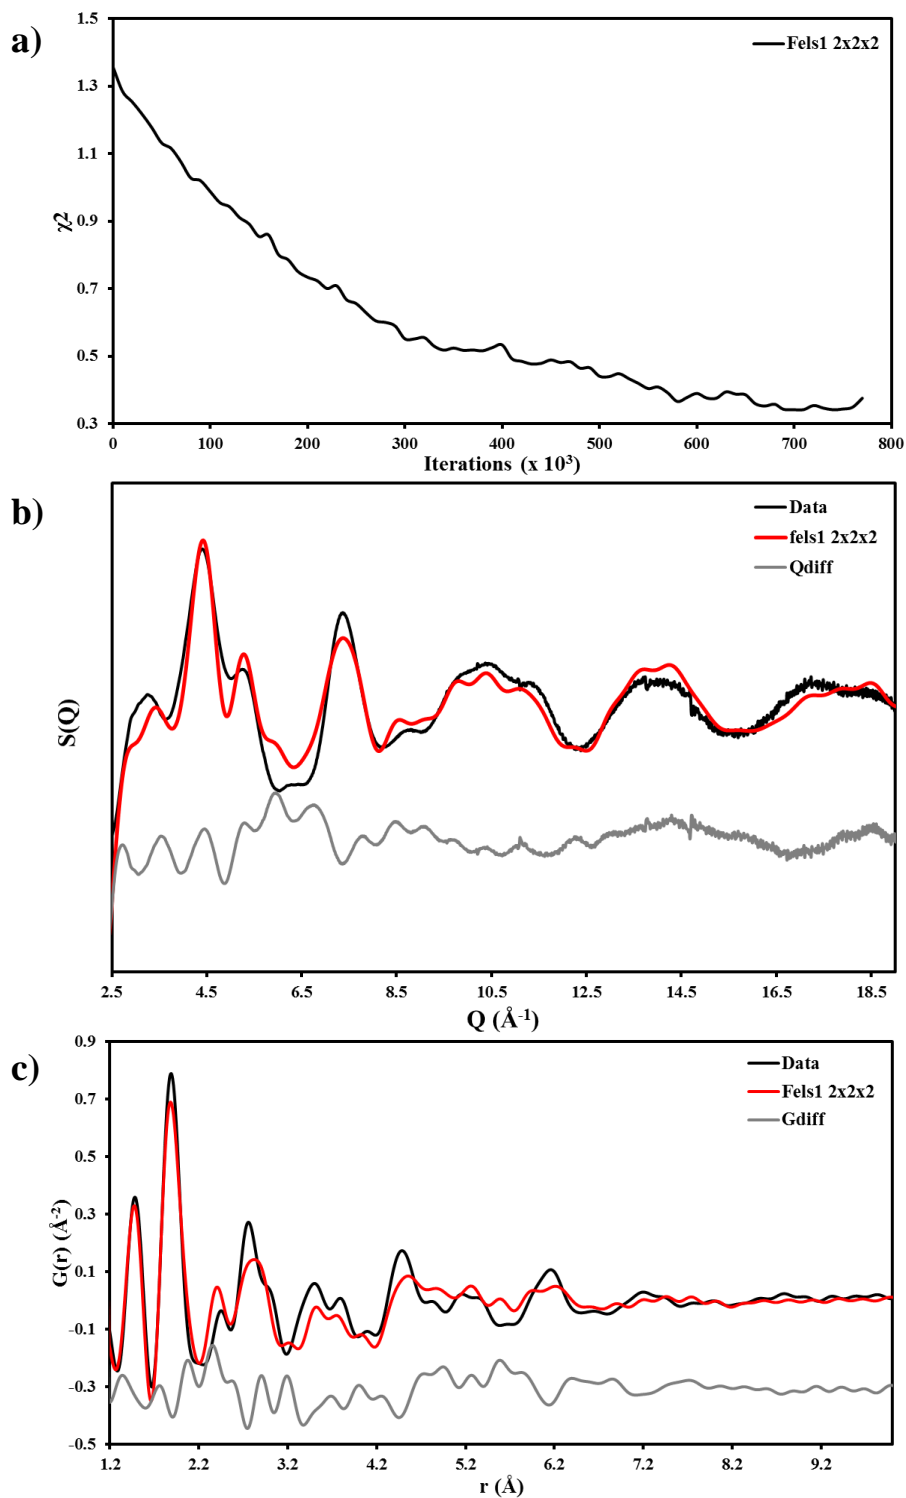 a)
1.5
1.3
1.1
0.9
0.7
0.5
0.3
χ2
Fels1 2x2x2
0 100 200 300 400 500 600 700 800
Iterations (x 10³)
b)
S(Q)
Data
fels1 2x2x2
Qdiff
2.5 4.5 6.5 8.5 10.5 12.5 14.5 16.5 18.5
Q (Å⁻¹)
c)
0.9
0.7
0.5
0.3
0.1
-0.1
-0.3
-0.5
G(r) (Å⁻²)
Data
Fels1 2x2x2
Gdiff
1.2 2.2 3.2 4.2 5.2 6.2 7.2 8.2 9.2
r (Å)